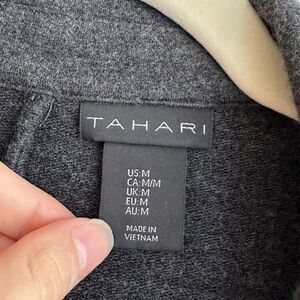 TAHARI
US:M
CA:M/M
UK:M
EU:M
AU:M
MADE IN
VIETNAM